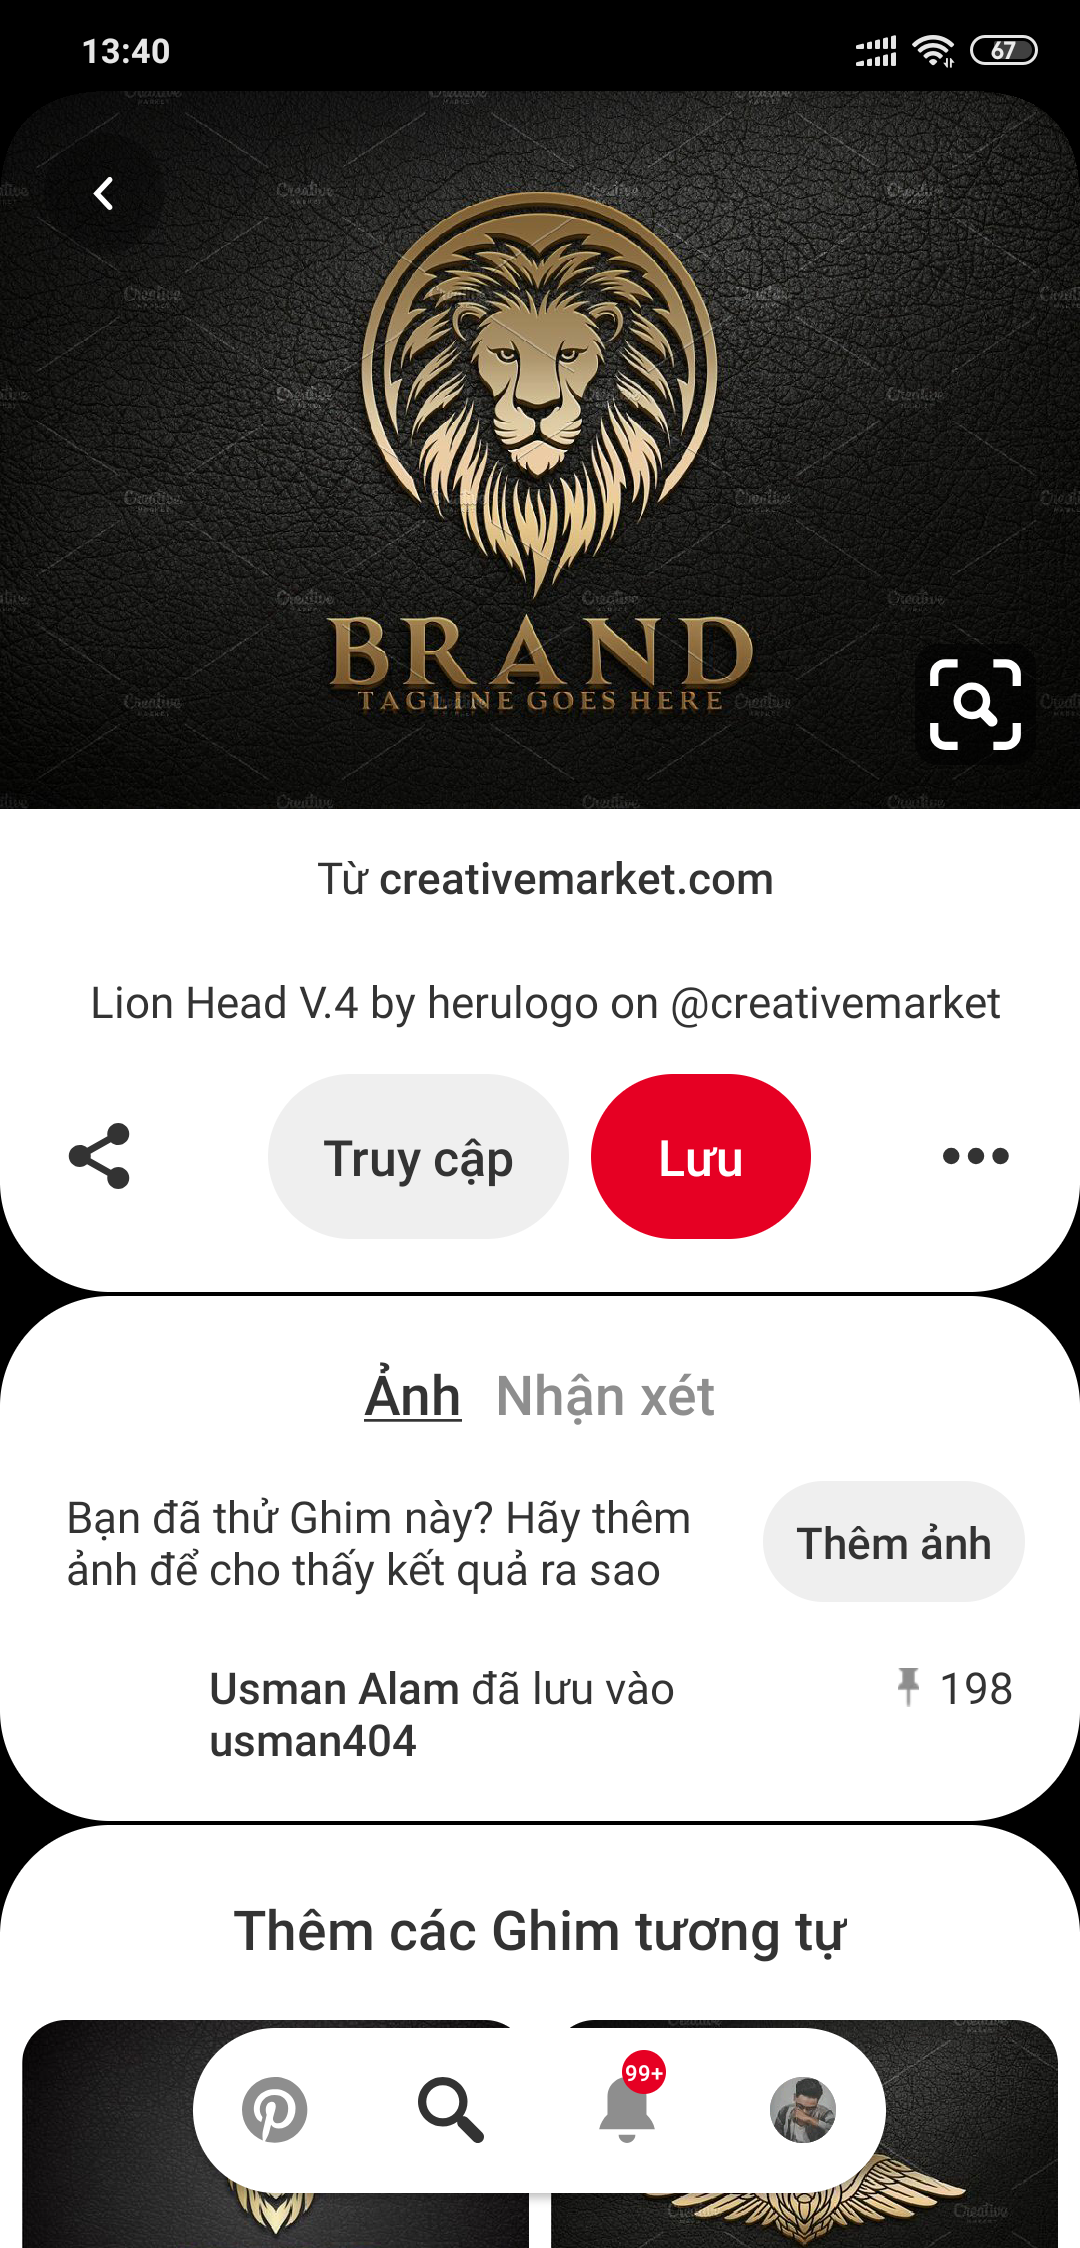 13:40
67
BRAND
TAGLINE GOES HERE
Từ creativemarket.com
Lion Head V.4 by herulogo on @creativemarket
Truy cập
Lưu
Ảnh
Nhận xét
Bạn đã thử Ghim này? Hãy thêm
ảnh để cho thấy kết quả ra sao
Thêm ảnh
Usman Alam đã lưu vào
usman404
198
Thêm các Ghim tương tự
99+